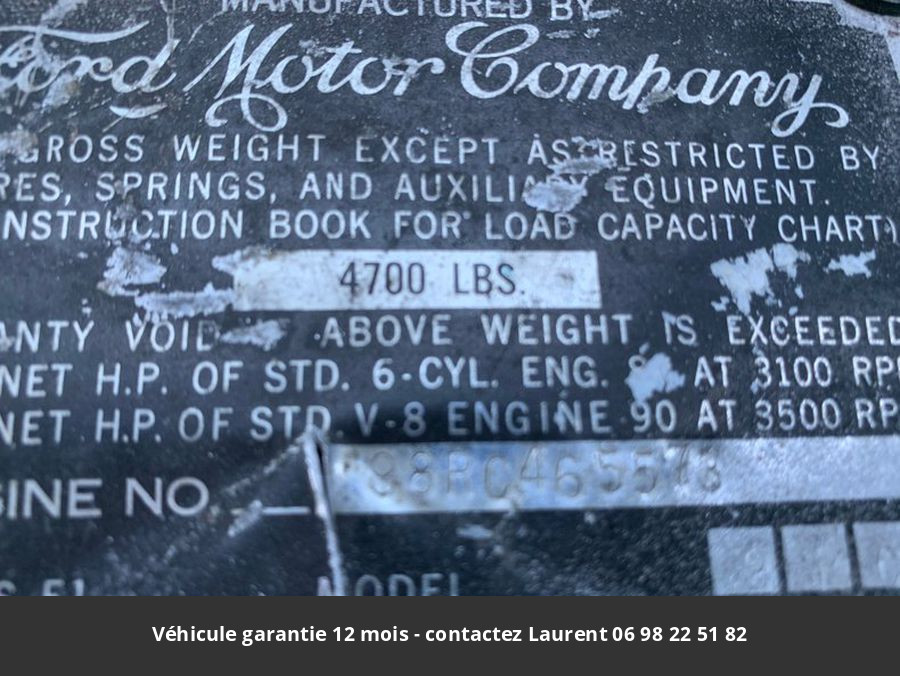 MANUFACTURED BY
Ford Motor Company
GROSS WEIGHT EXCEPT AS RESTRICTED BY
RES, SPRINGS, AND AUXILIARY EQUIPMENT.
NSTRUCTION BOOK FOR LOAD CAPACITY CHART)
4700 LBS.
ANTY VOID ABOVE WEIGHT IS EXCEEDED
NET H.P. OF STD. 6-CYL. ENG. AT 3100 RP
NET H.P. OF STD. V-8 ENGINE 90 AT 3500 RP
GINE NO.
MODEL
Véhicule garantie 12 mois - contactez Laurent 06 98 22 51 82